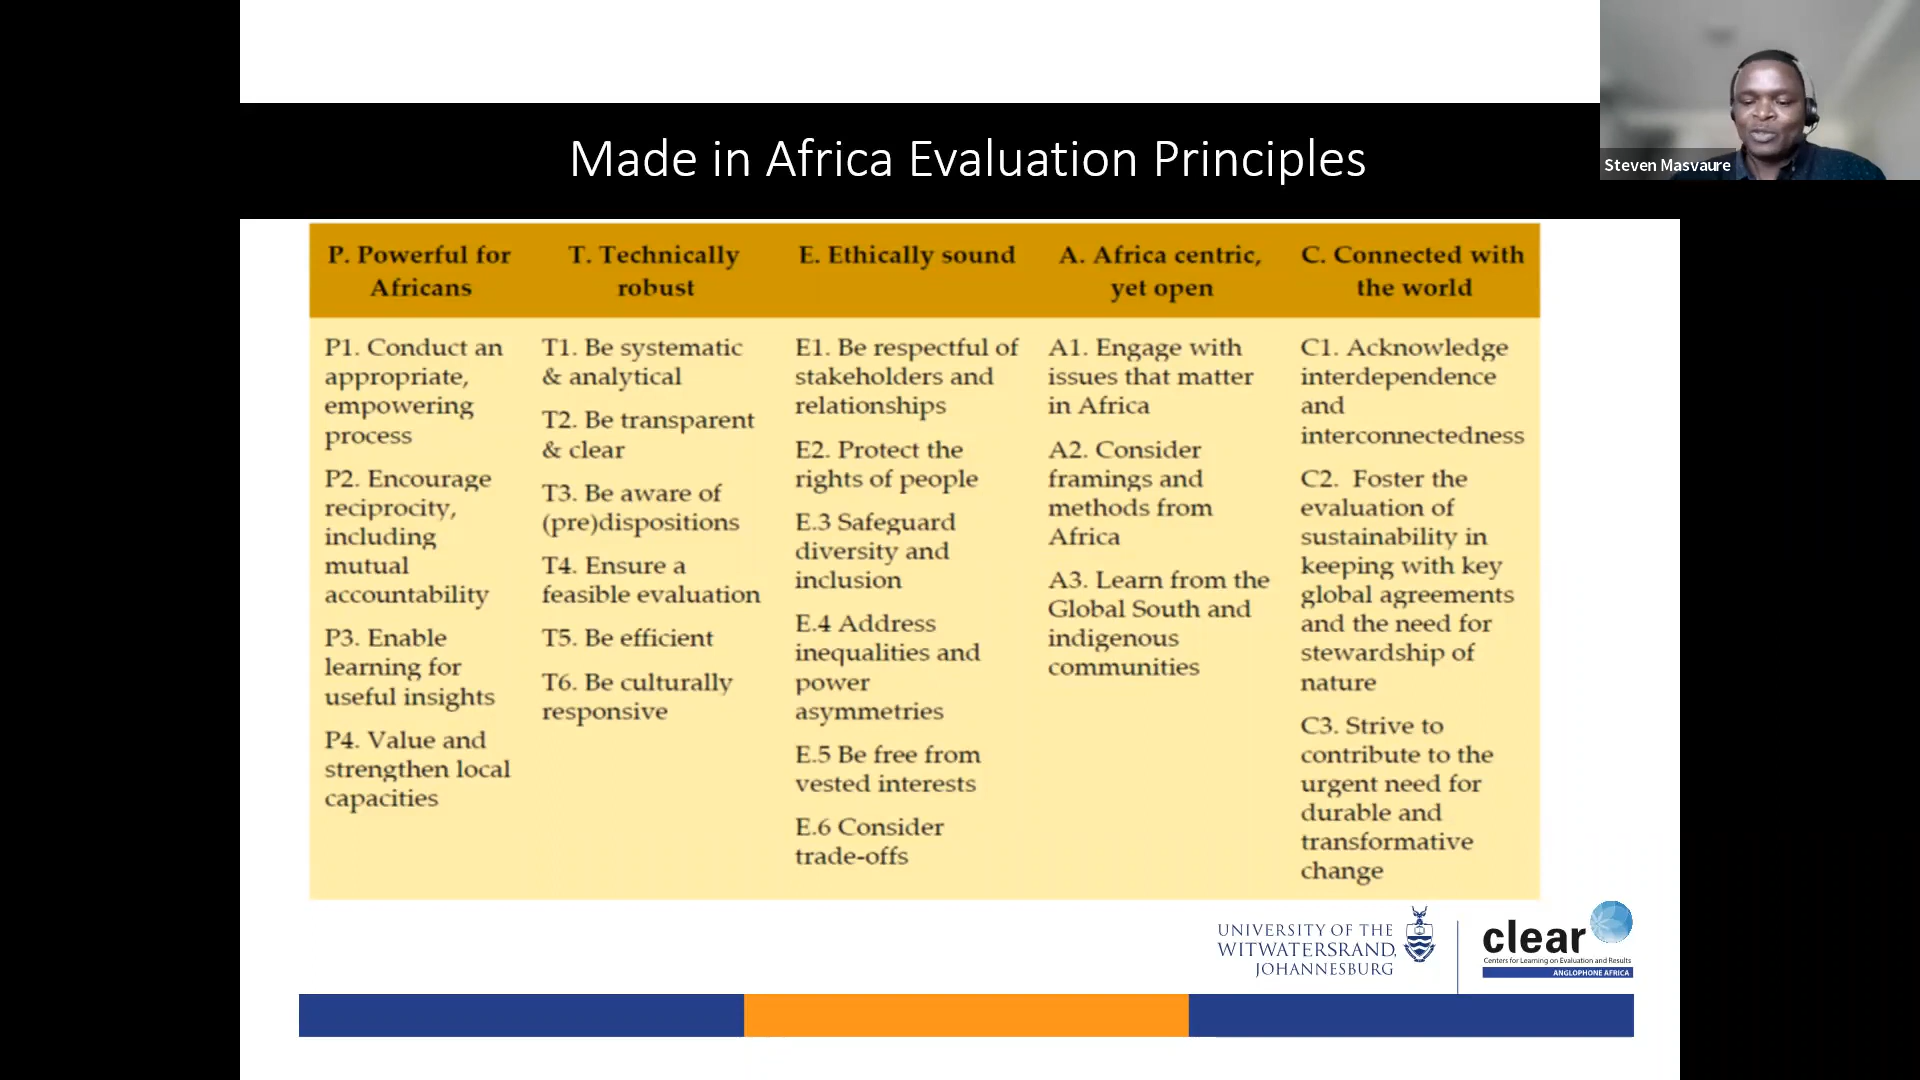 Made in Africa Evaluation Principles
Steven Masvaure
P. Powerful for
Africans
P1. Conduct an
appropriate,
empowering
process
P2. Encourage
reciprocity,
including
mutual
accountability
P3. Enable
learning for
useful insights
P4. Value and
strengthen local
capacities
T. Technically
robust
T1. Be systematic
& analytical
T2. Be transparent
& clear
T3. Be aware of
(pre)dispositions
T4. Ensure a
feasible evaluation
T5. Be efficient
T6. Be culturally
responsive
E. Ethically sound
E1. Be respectful of
stakeholders and
relationships
E2. Protect the
rights of people
E.3 Safeguard
diversity and
inclusion
E.4 Address
inequalities and
power
asymmetries
E.5 Be free from
vested interests
E.6 Consider
trade-offs
A. Africa centric,
yet open
A1. Engage with
issues that matter
in Africa
A2. Consider
framings and
methods from
Africa
A3. Learn from the
Global South and
indigenous
communities
C. Connected with
the world
C1. Acknowledge
interdependence
and
interconnectedness
C2. Foster the
evaluation of
sustainability in
keeping with key
global agreements
and the need for
stewardship of
nature
C3. Strive to
contribute to the
urgent need for
durable and
transformative
change
UNIVERSITY OF THE
WITWATERSRAND,
JOHANNESBURG
clear
Centers for Learning on Evaluation and Results
ANGLOPHONE AFRICA